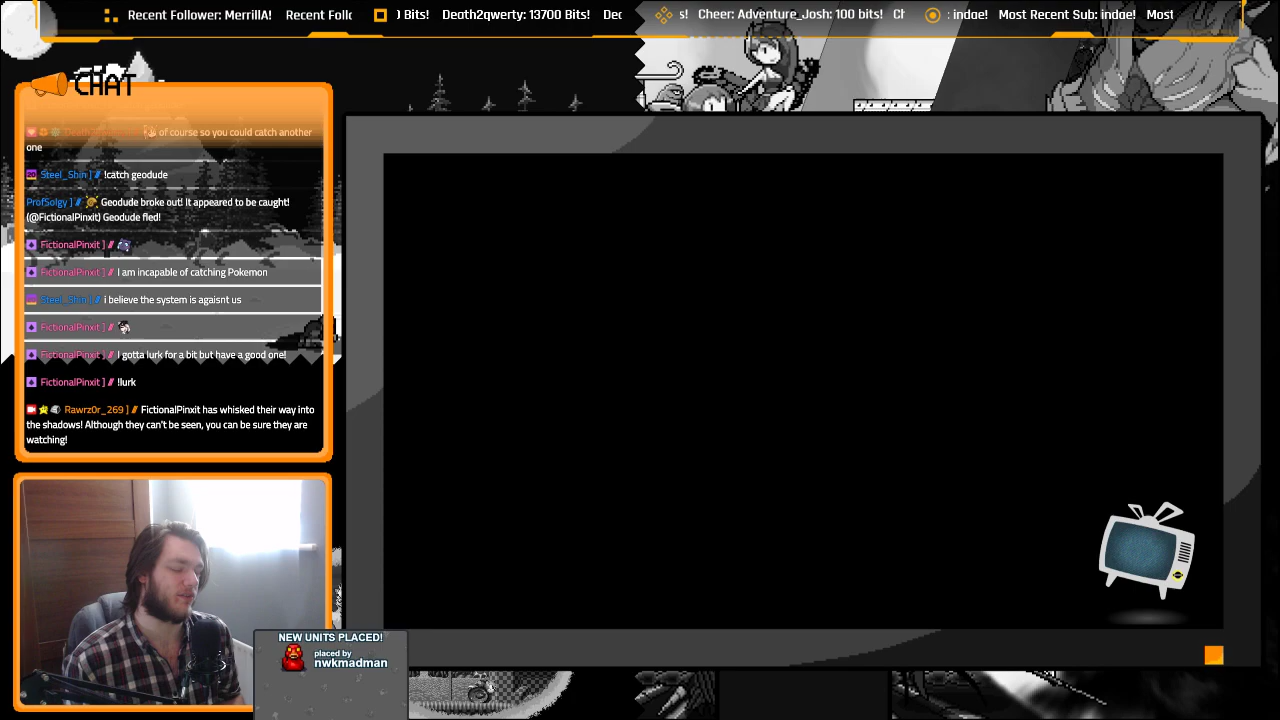 Recent Follower: MerrillA! Recent Follo
) Bits! Death2qwerty: 13700 Bits! Dec
s! Cheer: Adventure_Josh: 100 bits! Ch
: indae! Most Recent Sub: indae! Most
CHAT
of course so you could catch another
one
Steel_Shin ] // !catch geodude
ProfSolgy ] // Geodude broke out! It appeared to be caught!
(@FictionalPinxit) Geodude fled!
FictionalPinxit ] //
FictionalPinxit ] // I am incapable of catching Pokemon
Steel_Shin ] // i believe the system is agaisnt us
FictionalPinxit ] //
FictionalPinxit ] // I gotta lurk for a bit but have a good one!
FictionalPinxit ] // !lurk
Rawrz0r_269 ] // FictionalPinxit has whisked their way into
the shadows! Although they can't be seen, you can be sure they are
watching!
NEW UNITS PLACED!
placed by
nwkmadman